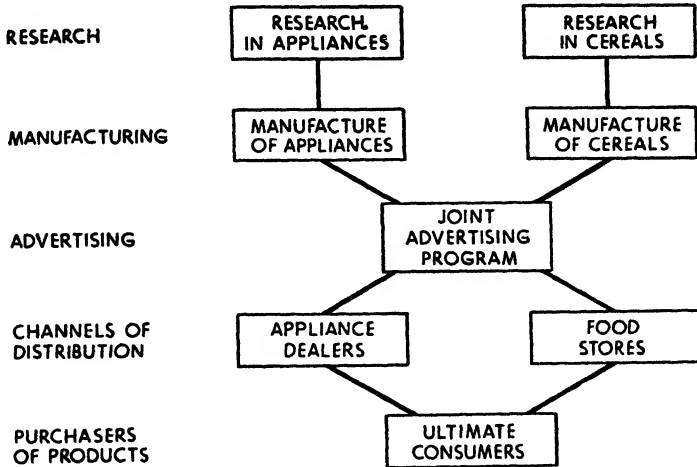 RESEARCH
RESEARCH
IN APPLIANCES
RESEARCH
IN CEREALS
MANUFACTURING
MANUFACTURE
OF APPLIANCES
MANUFACTURE
OF CEREALS
ADVERTISING
JOINT
ADVERTISING
PROGRAM
CHANNELS OF
DISTRIBUTION
APPLIANCE
DEALERS
FOOD
STORES
PURCHASERS
OF PRODUCTS
ULTIMATE
CONSUMERS